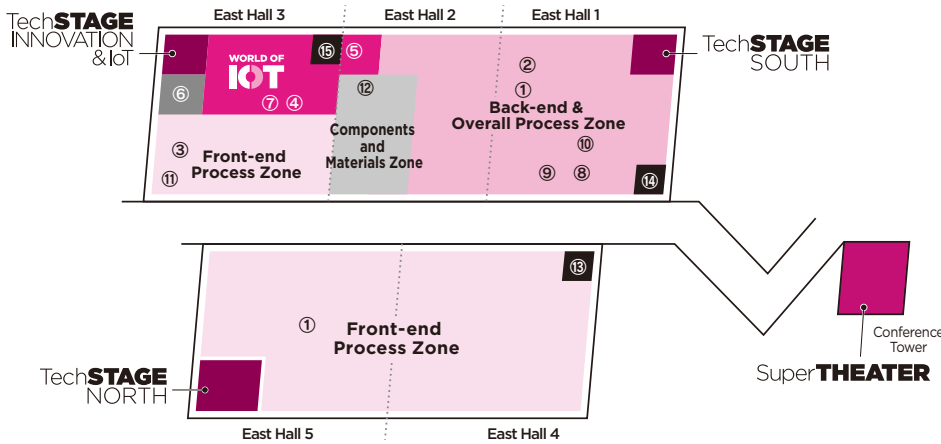 East Hall 3
East Hall 2
East Hall 1
TechSTAGE
INNOVATION
& IoT
⑮
⑤
WORLD OF
IOT
②
TechSTAGE
SOUTH
⑥
⑫
①
⑦
④
Back-end &
Overall Process Zone
Components
and
Materials Zone
③
Front-end
Process Zone
⑩
⑪
⑨
⑧
⑭
⑬
①
Front-end
Process Zone
Conference
Tower
SuperTHEATER
TechSTAGE
NORTH
East Hall 5
East Hall 4